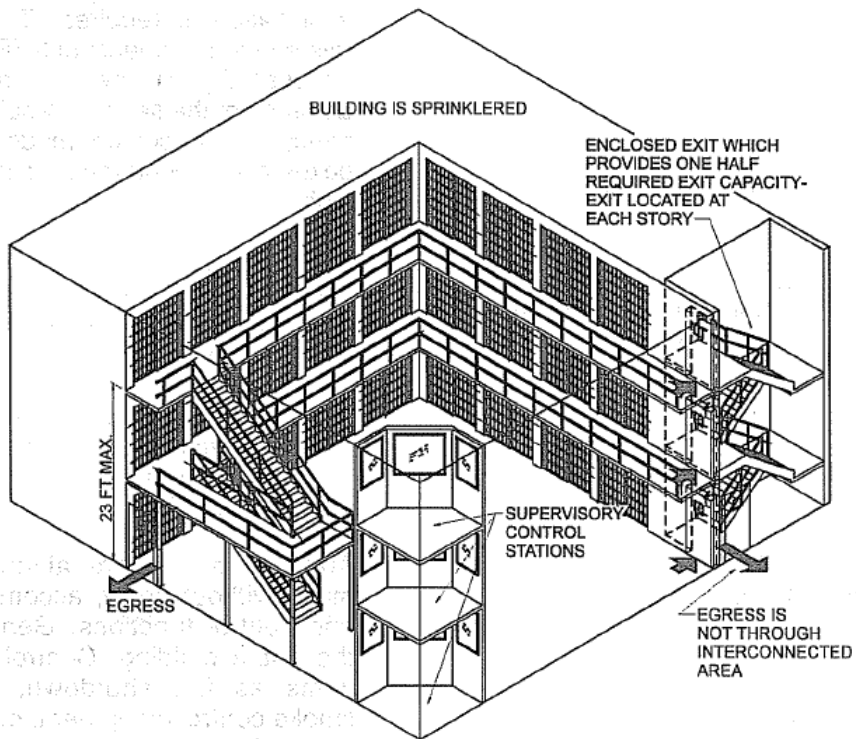 BUILDING IS SPRINKLERED
ENCLOSED EXIT WHICH
PROVIDES ONE HALF
REQUIRED EXIT CAPACITY-
EXIT LOCATED AT
EACH STORY
23 FT MAX.
SUPERVISORY
CONTROL
STATIONS
EGRESS
EGRESS IS
NOT THROUGH
INTERCONNECTED
AREA